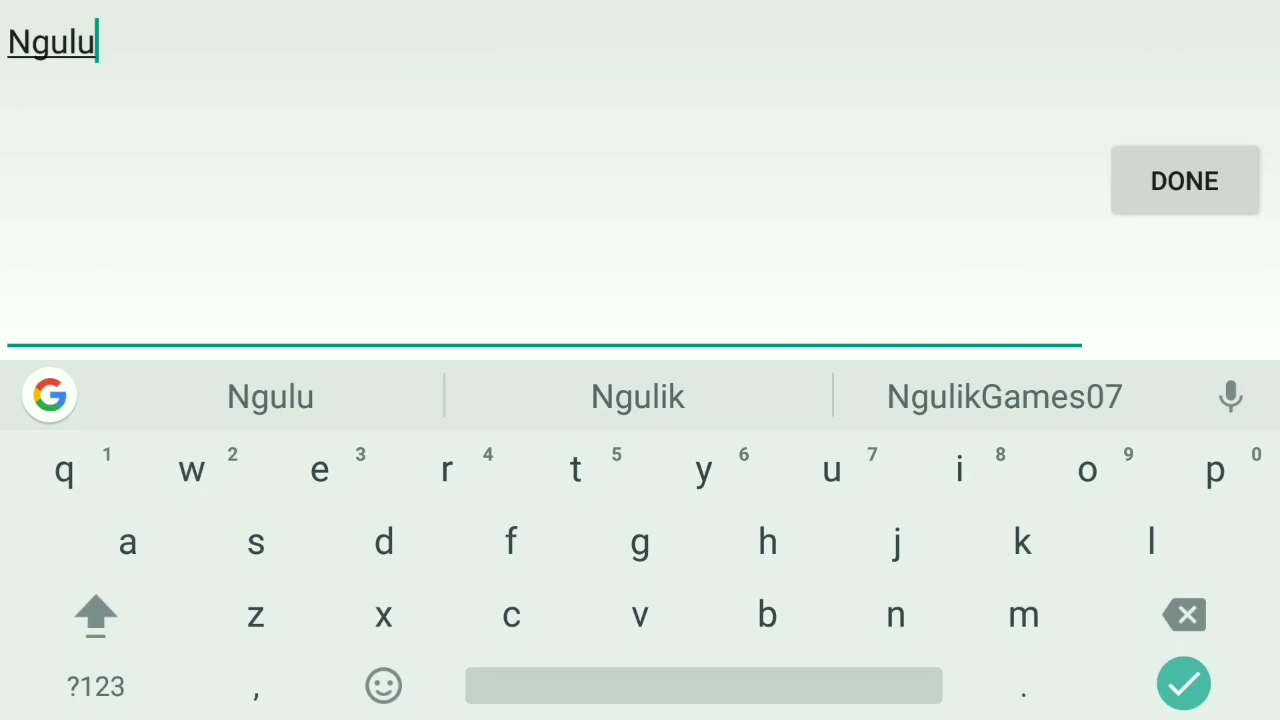 Ngulu
DONE
Ngulu Ngulik NgulikGames07
q 1 w 2 e 3 r 4 t 5 y 6 u 7 i 8 o 9 p 0
a s d f g h j k l
z x c v b n m
?123 , .